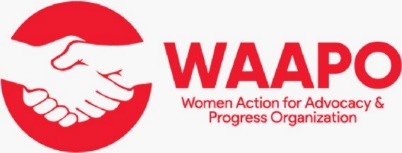 WAAPO
Women Action for Advocacy &
Progress Organization